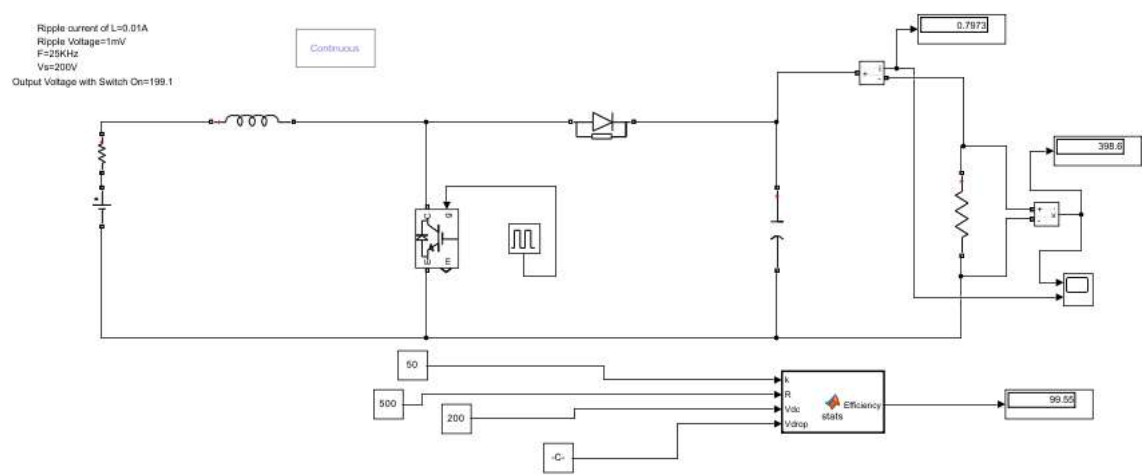 Ripple current of L=0.01A
Ripple Voltage=1mV
F=25KHz
Vs=200V
Output Voltage with Switch On=199.1
Continuous
0.7973
398.6
g
C
E
m
+
-
i
+
-
v
50
500
200
-C-
k
R
Vdc
Vdrop
Efficiency
stats
99.55